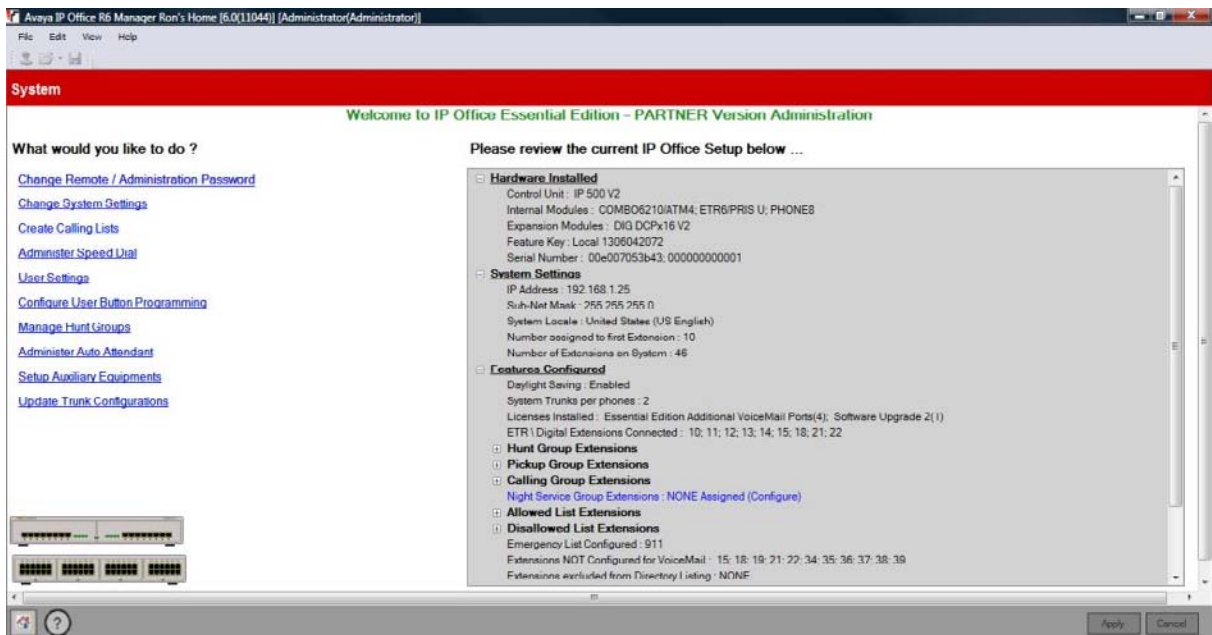 Avaya IP Office R6 Manager Ron's Home [6.0(11044)] [Administrator(Administrator)]
File Edit View Help
System
Welcome to IP Office Essential Edition - PARTNER Version Administration
What would you like to do ?
Change Remote / Administration Password
Change System Settings
Create Calling Lists
Administer Speed Dial
User Settings
Configure User Button Programming
Manage Hunt Groups
Administer Auto Attendant
Setup Auxiliary Equipments
Update Trunk Configurations
Please review the current IP Office Setup below ...
Hardware Installed
Control Unit : IP 500 V2
Internal Modules : COMBO6210/ATM4; ETR6/PRIS U; PHONE8
Expansion Modules : DIG DCPx16 V2
Feature Key : Local 1306042072
Serial Number : 00e007053b43; 000000000001
System Settings
IP Address : 192.168.1.25
Sub-Net Mask : 255.255.255.0
System Locale : United States (US English)
Number assigned to first Extension : 10
Number of Extensions on System : 46
Features Configured
Daylight Saving : Enabled
System Trunks per phones : 2
Licenses Installed : Essential Edition Additional VoiceMail Ports(4); Software Upgrade 2(1)
ETR \ Digital Extensions Connected : 10; 11; 12; 13; 14; 15; 18; 21; 22
Hunt Group Extensions
Pickup Group Extensions
Calling Group Extensions
Night Service Group Extensions : NONE Assigned (Configure)
Allowed List Extensions
Disallowed List Extensions
Emergency List Configured : 911
Extensions NOT Configured for VoiceMail : 15; 18; 19; 21; 22; 34; 35; 36; 37; 38; 39
Extensions excluded from Directory Listing : NONE
Apply Cancel